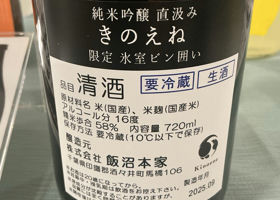 純米吟醸 直汲み
きのえね
限定 氷室ビン囲い
品目 清酒 要冷蔵 生酒
原材料名 米(国産)、米麹(国産米)
アルコール分 16度
精米歩合 58% 内容量 720ml
保存方法 要冷蔵(10℃以下で保存)
醸造元
株式会社 飯沼本家
千葉県印旛郡酒々井町馬橋106
Kinoene
製造年月
2025.09